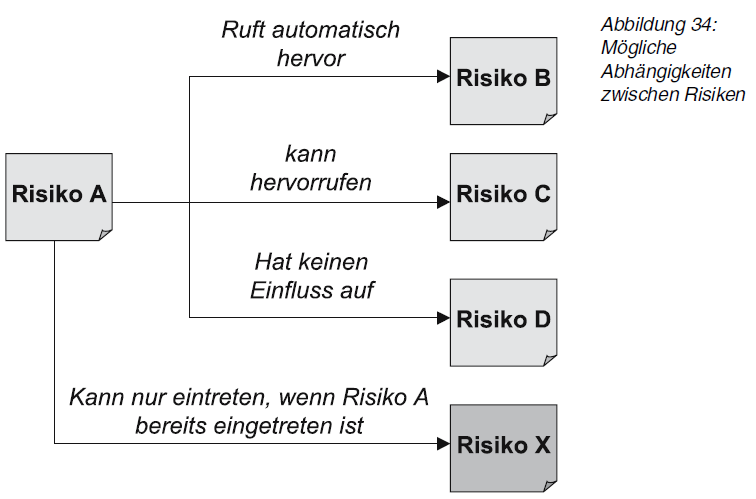 Ruft automatisch
hervor
Risiko B
Abbildung 34:
Mögliche
Abhängigkeiten
zwischen Risiken
kann
hervorrufen
Risiko A
Risiko C
Hat keinen
Einfluss auf
Risiko D
Kann nur eintreten, wenn Risiko A
bereits eingetreten ist
Risiko X